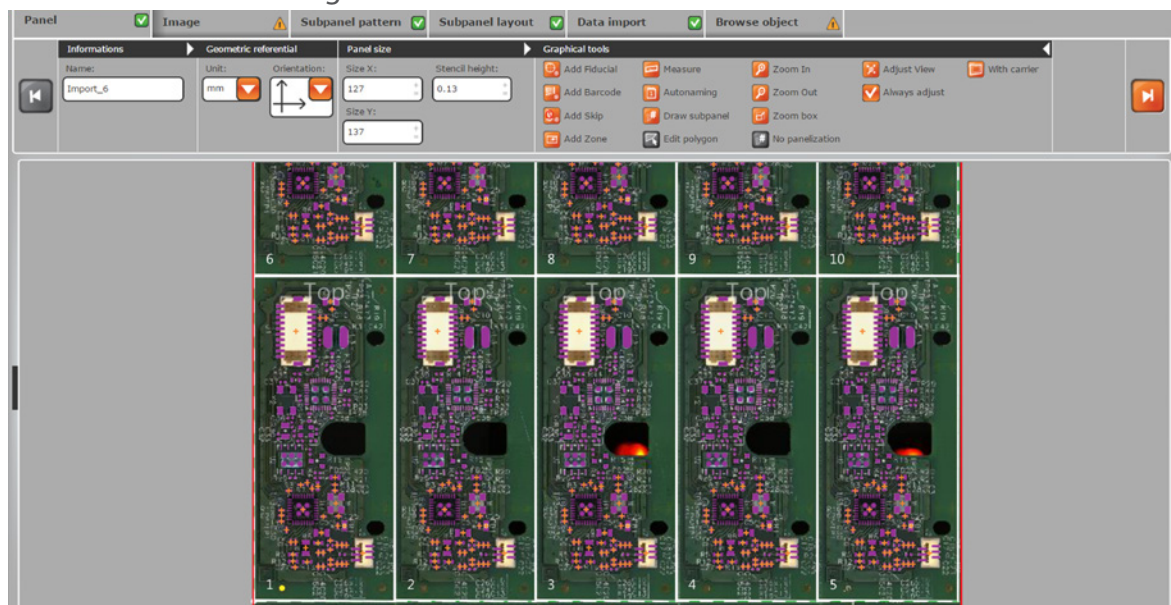 Panel
Image
Subpanel pattern
Subpanel layout
Data import
Browse object
Informations
Geometric referential
Panel size
Graphical tools
Name:
Import_6
Unit:
mm
Orientation:
Size X:
127
Size Y:
137
Stencil height:
0.13
Add Fiducial
Add Barcode
Add Skip
Add Zone
Measure
Autonaming
Draw subpanel
Edit polygon
Zoom In
Zoom Out
Zoom box
No panelization
Adjust View
Always adjust
With carrier
6
7
8
9
10
Top
Top
Top
Top
Top
1
2
3
4
5